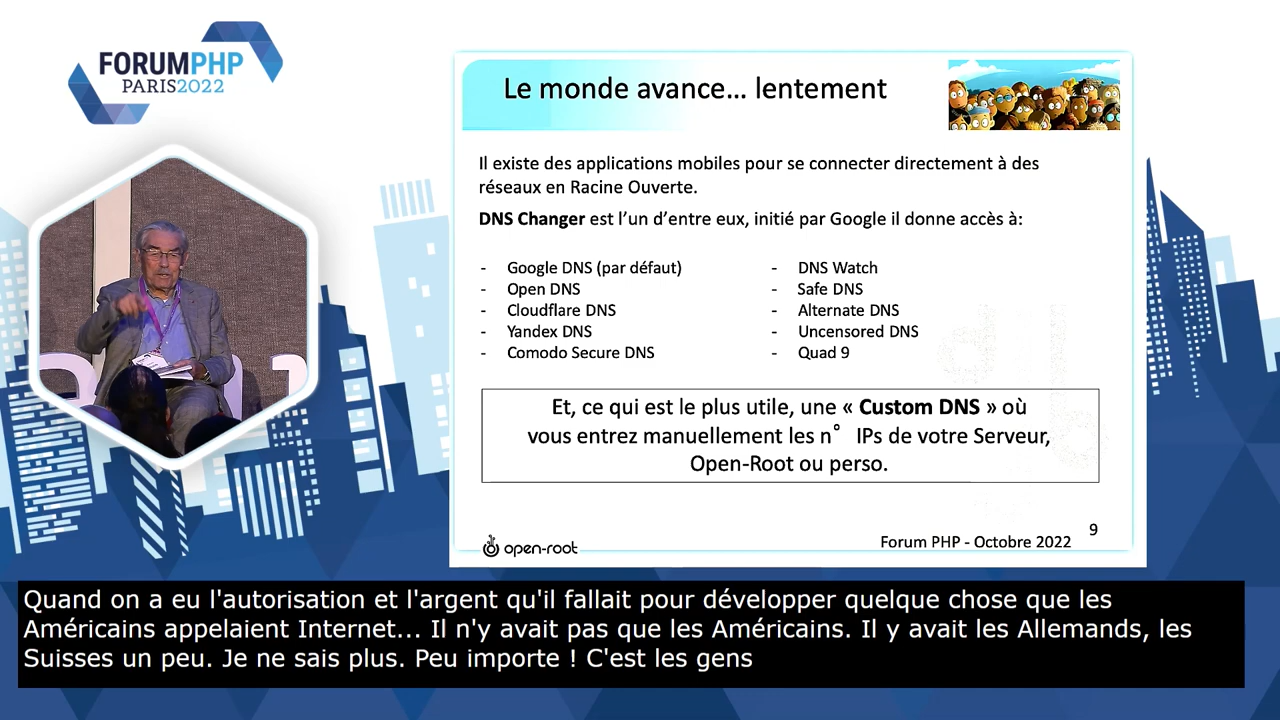 FORUMPHP
PARIS2022
Le monde avance... lentement
Il existe des applications mobiles pour se connecter directement à des
réseaux en Racine Ouverte.
DNS Changer est l'un d'entre eux, initié par Google il donne accès à:
- Google DNS (par défaut)
- Open DNS
- Cloudflare DNS
- Yandex DNS
- Comodo Secure DNS
- DNS Watch
- Safe DNS
- Alternate DNS
- Uncensored DNS
- Quad 9
Et, ce qui est le plus utile, une « Custom DNS » où
vous entrez manuellement les n° IPs de votre Serveur,
Open-Root ou perso.
open-root
Forum PHP - Octobre 2022
9
Quand on a eu l'autorisation et l'argent qu'il fallait pour développer quelque chose que les
Américains appelaient Internet... Il n'y avait pas que les Américains. Il y avait les Allemands, les
Suisses un peu. Je ne sais plus. Peu importe ! C'est les gens